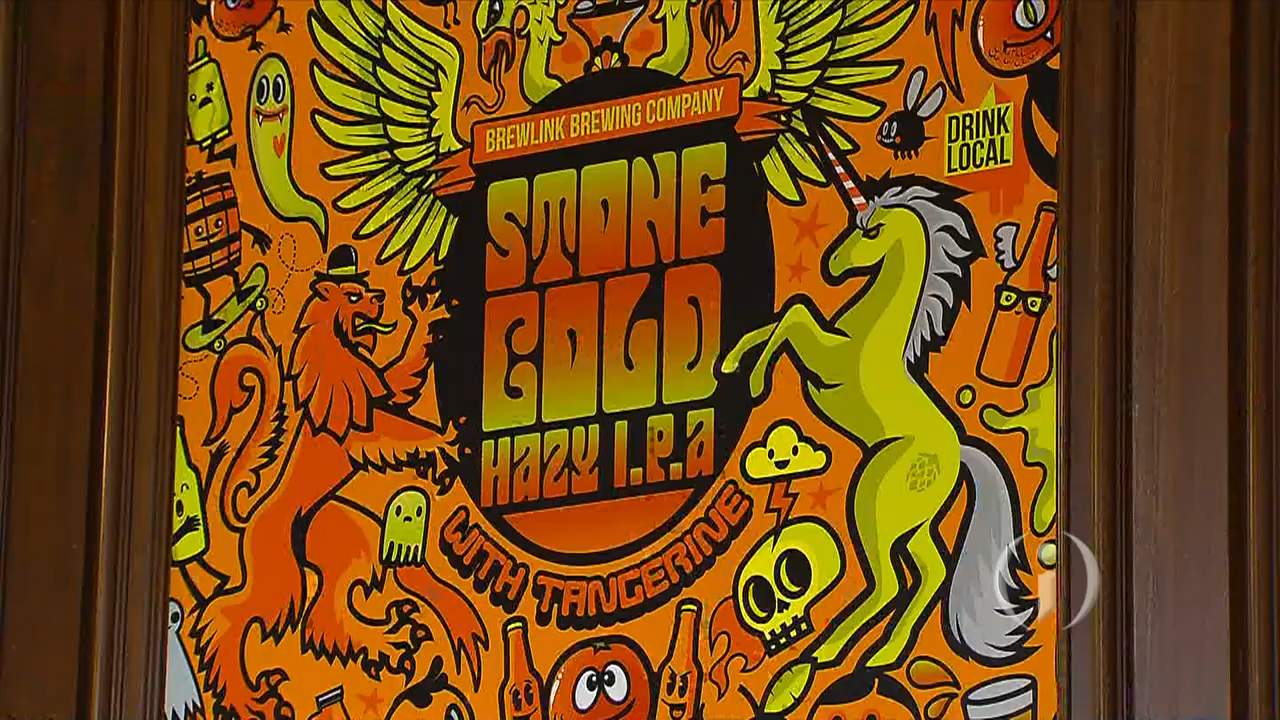 BREWLINK BREWING COMPANY
DRINK
LOCAL
STONE
COLD
HAZY I.P.a
WITH TANGERINE